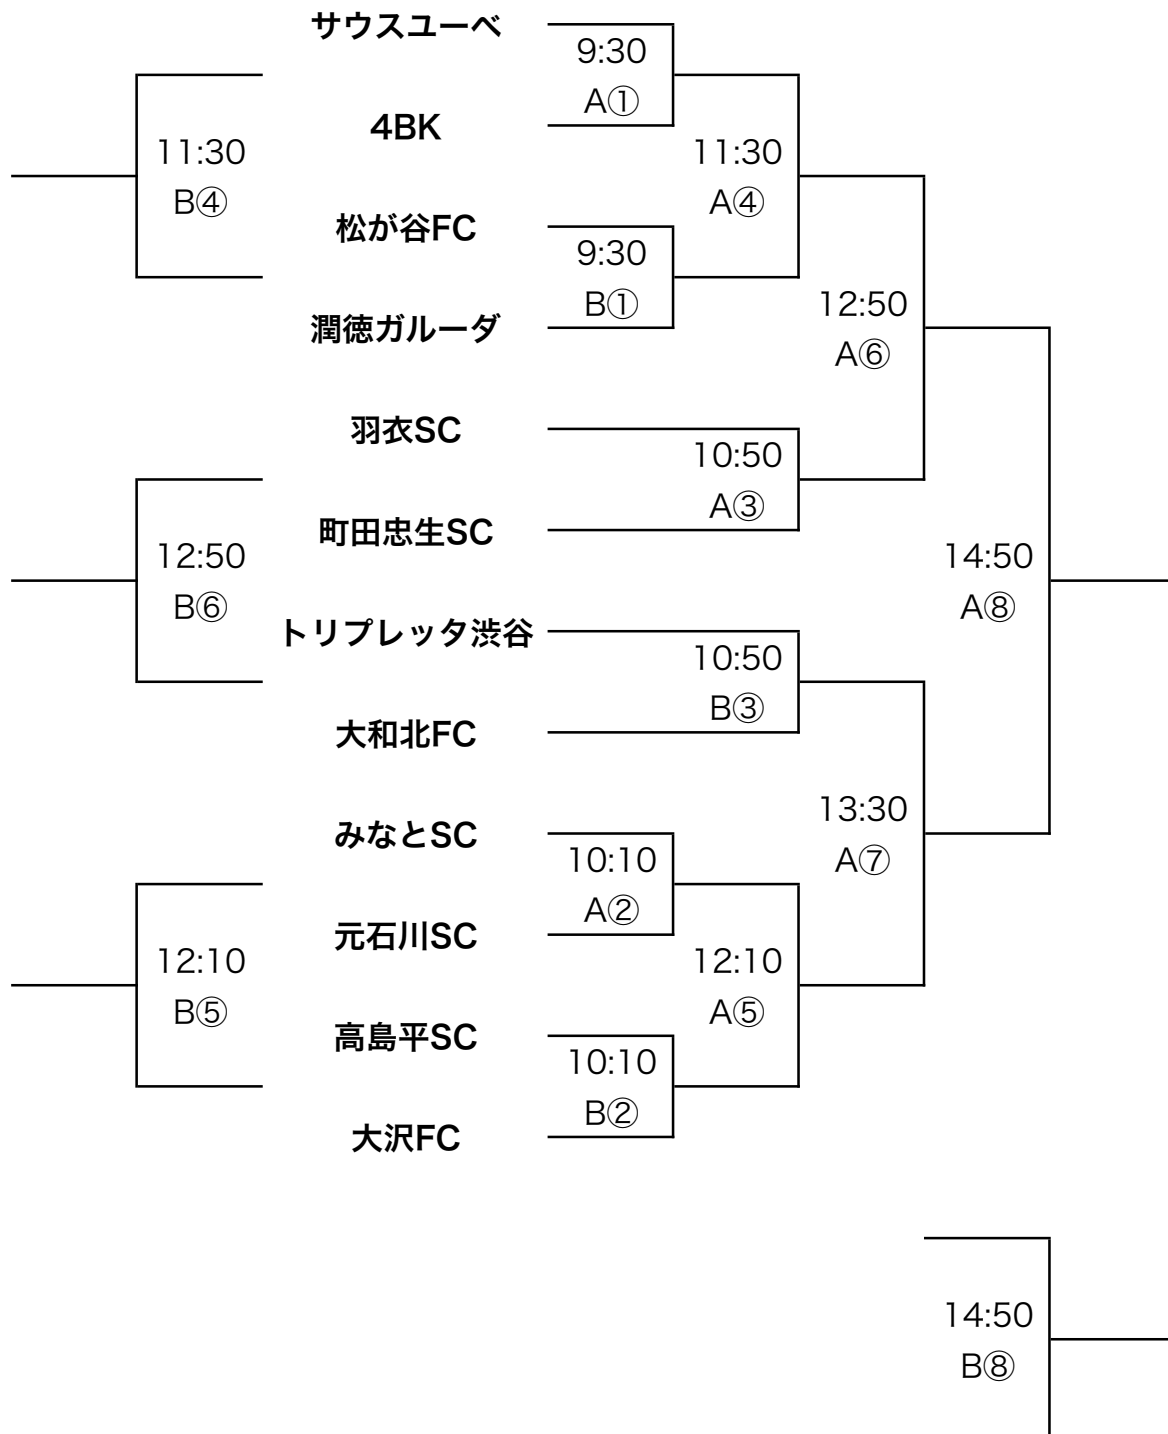 サウスユーベ
9:30
A①
4BK
11:30
B④
11:30
A④
松が谷FC
9:30
B①
潤徳ガルーダ
12:50
A⑥
羽衣SC
10:50
A③
町田忠生SC
12:50
B⑥
14:50
A⑧
トリプレッタ渋谷
10:50
B③
大和北FC
13:30
A⑦
みなとSC
10:10
A②
元石川SC
12:10
B⑤
12:10
A⑤
高島平SC
10:10
B②
大沢FC
14:50
B⑧